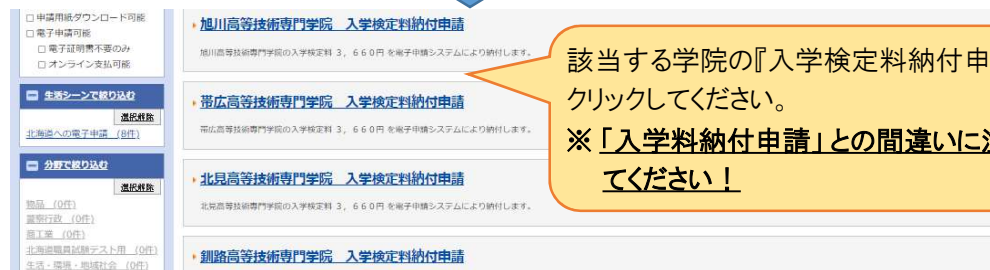 □申請用紙ダウンロード可能
□電子申請可能
□ 電子証明書不要のみ
□ オンライン支払可能
生活シーンで絞り込む
選択解除
北海道への電子申請 (8件)
分野で絞り込む
選択解除
物品 (0件)
警察行政 (0件)
商工業 (0件)
北海道職員試験テスト用 (0件)
生活・環境・地域社会 (0件)
旭川高等技術専門学院 入学検定料納付申請
旭川高等技術専門学院の入学検定料 3,660円 を電子申請システムにより納付します。
帯広高等技術専門学院 入学検定料納付申請
帯広高等技術専門学院の入学検定料 3,660円 を電子申請システムにより納付します。
北見高等技術専門学院 入学検定料納付申請
北見高等技術専門学院の入学検定料 3,660円 を電子申請システムにより納付します。
釧路高等技術専門学院 入学検定料納付申請
該当する学院の『入学検定料納付申
クリックしてください。
※「入学料納付申請」との間違いに
てください!